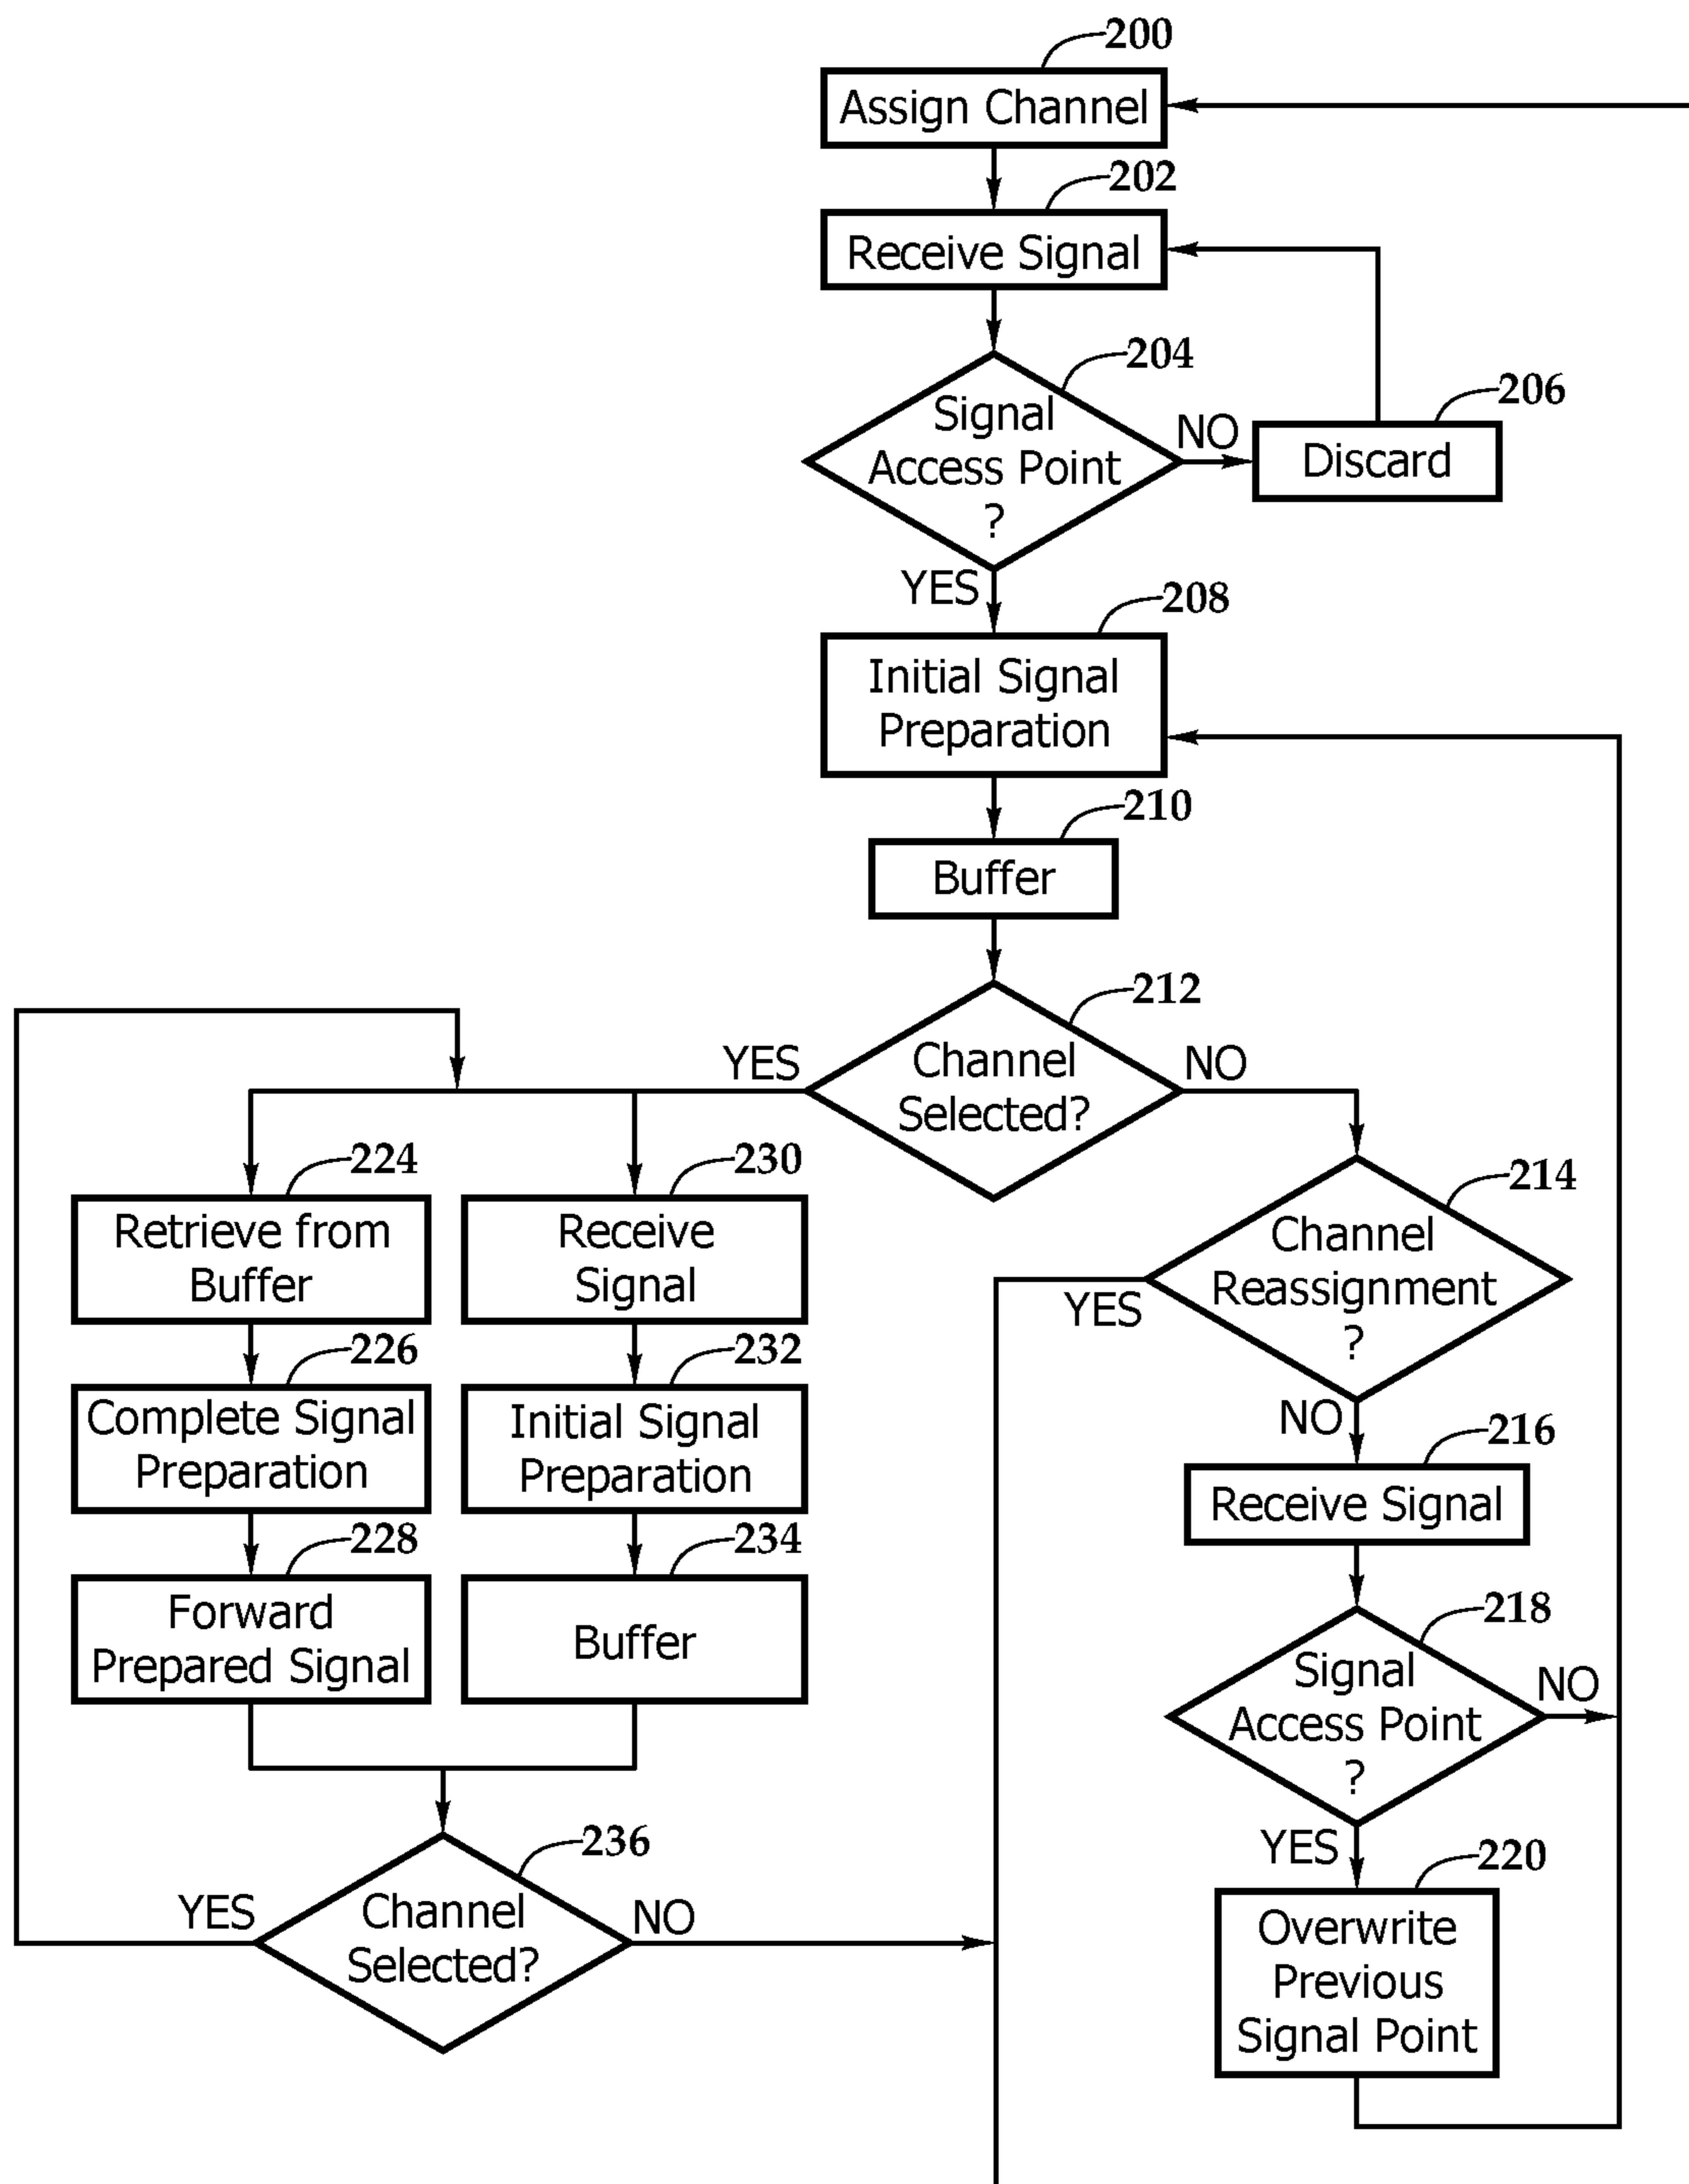 200
Assign Channel
202
Receive Signal
204
Signal
Access Point
?
NO
206
Discard
YES
208
Initial Signal
Preparation
210
Buffer
212
Channel
Selected?
YES
NO
224
Retrieve from
Buffer
230
Receive
Signal
214
Channel
Reassignment
?
YES
NO
226
Complete Signal
Preparation
232
Initial Signal
Preparation
216
Receive Signal
228
Forward
Prepared Signal
234
Buffer
218
Signal
Access Point
?
NO
YES
236
Channel
Selected?
YES
NO
220
Overwrite
Previous
Signal Point